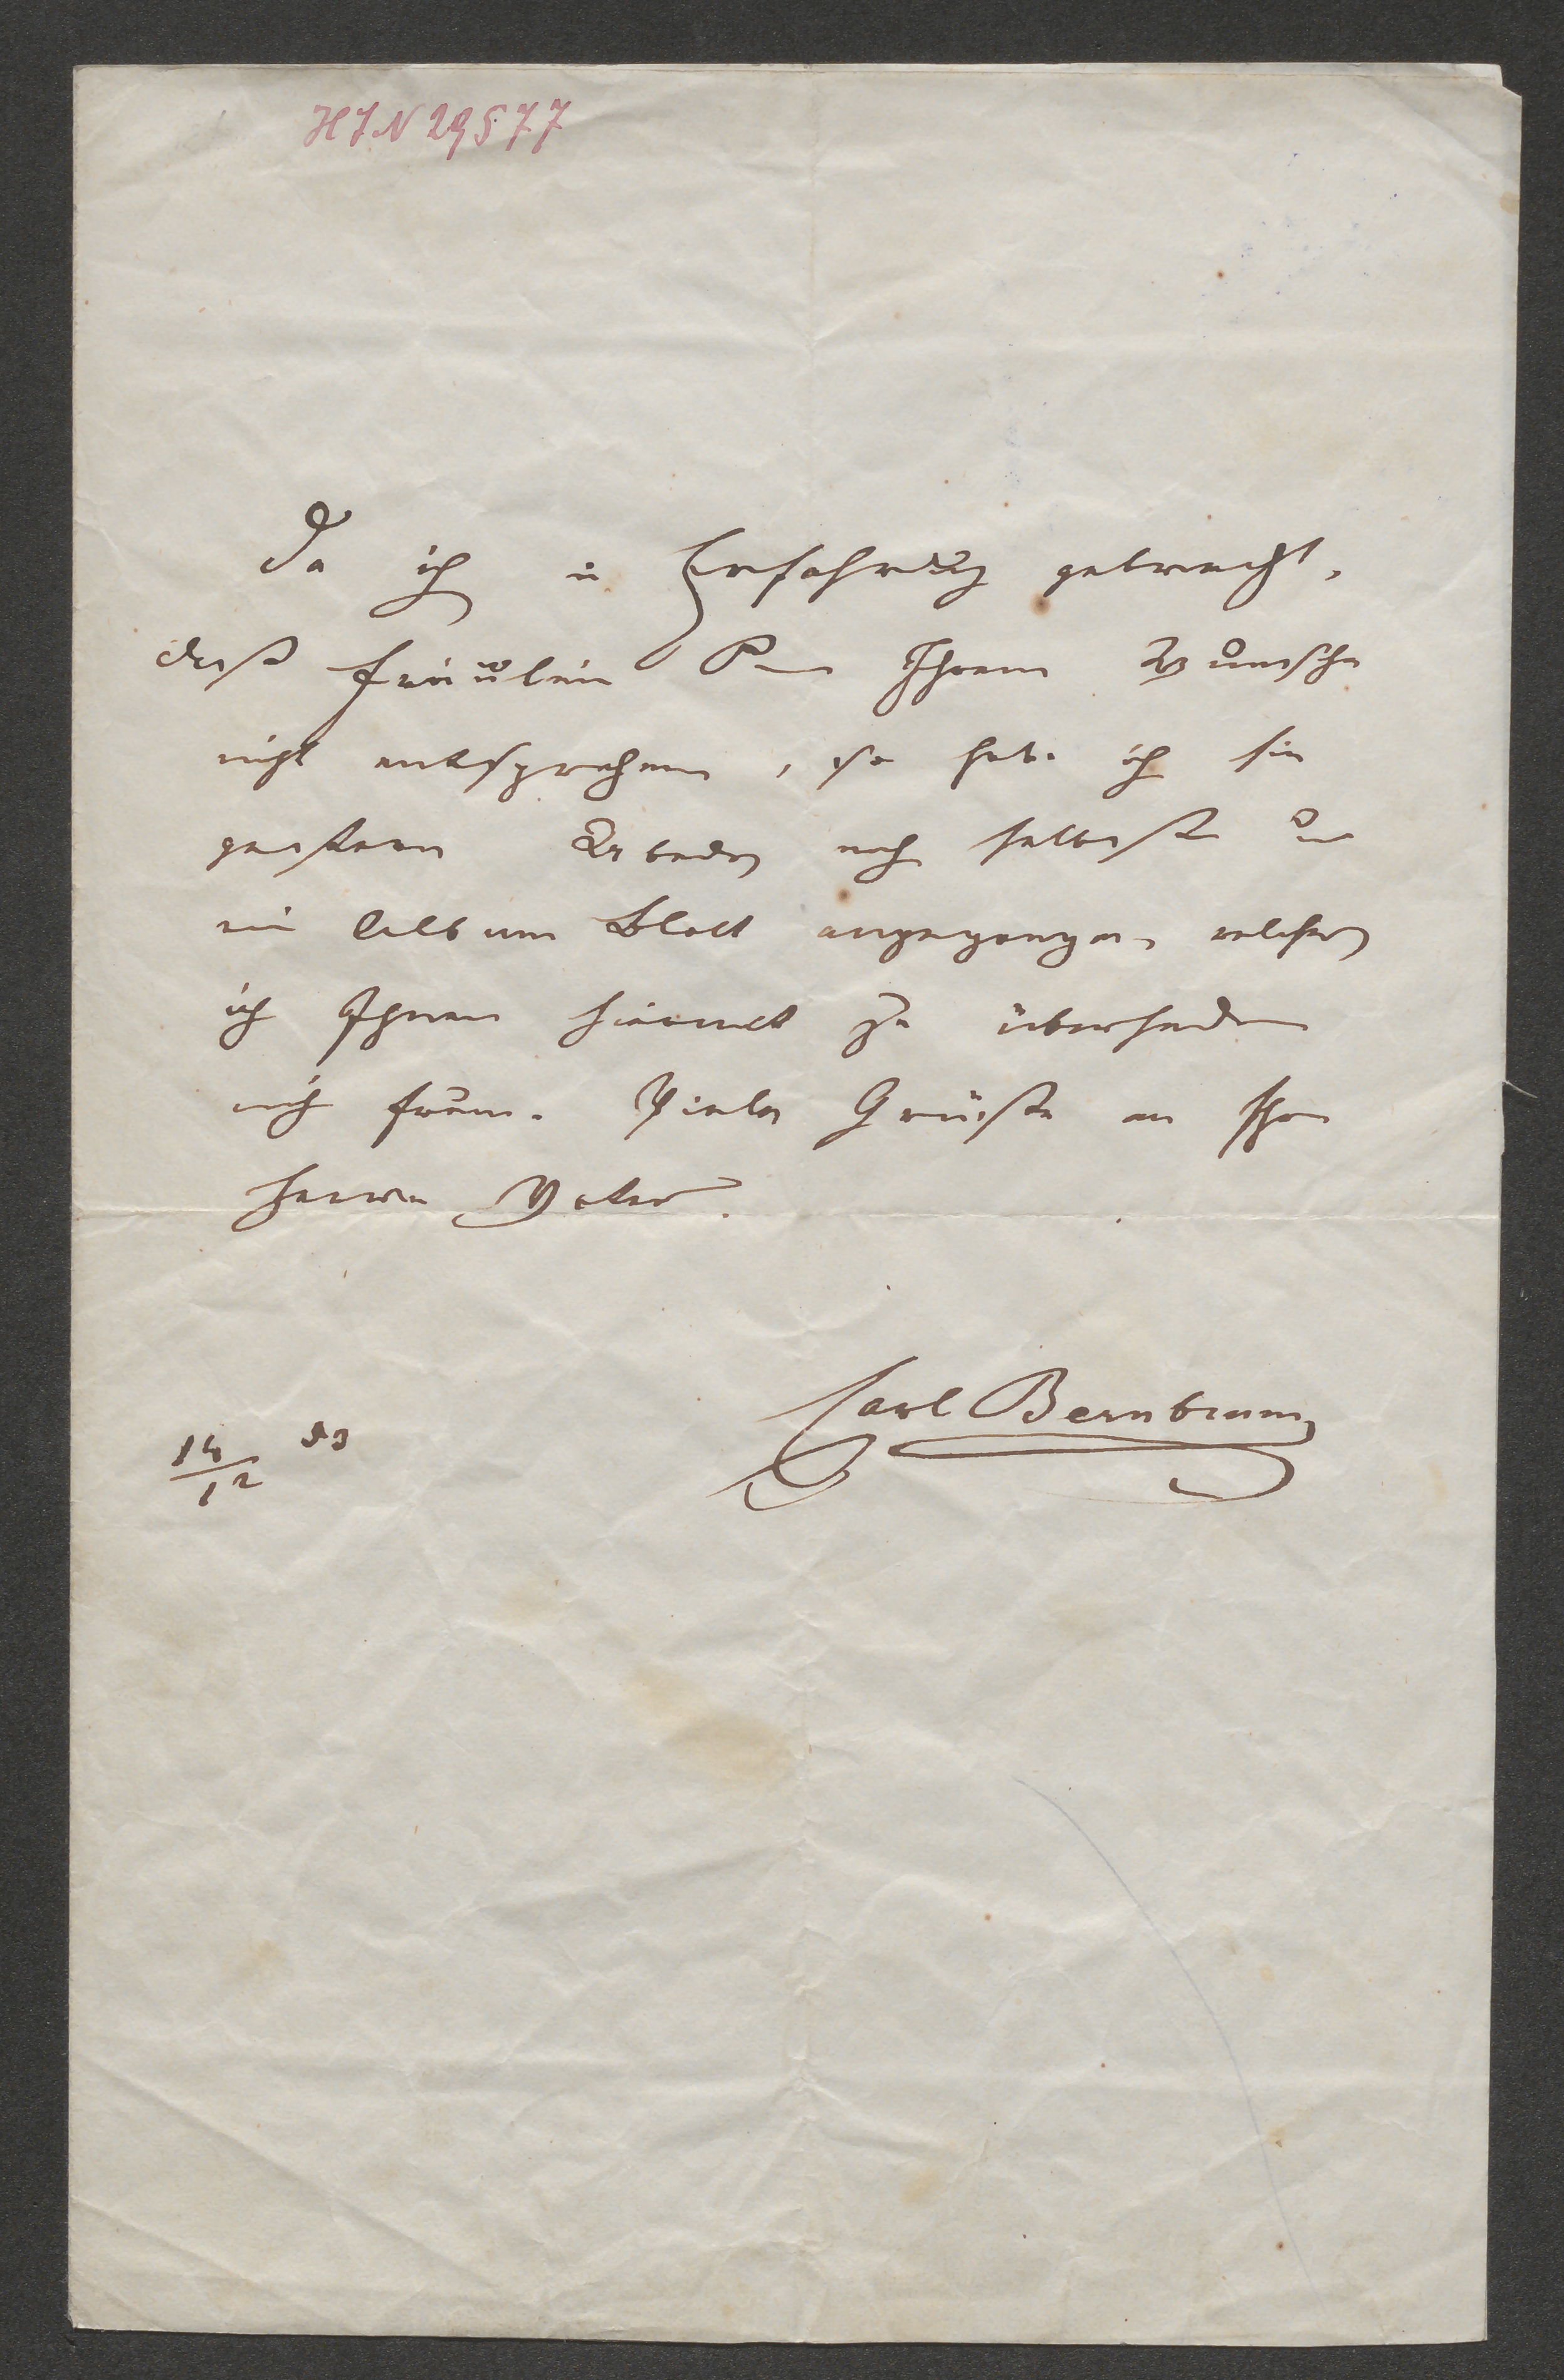 HIN 29577
Da ich in Erfahrung gebracht,
daß Fräulein P— Ihrem Wunsche
nicht entsprochen, so habe ich sie
gestern Abends noch selbst um
ein Album Blatt angegangen, welches
ich Ihnen hiermit zu übersenden
mich freue. Viele Grüße an Ihren
Herrn Vater.
Carl Bernbrunn
14/12 53